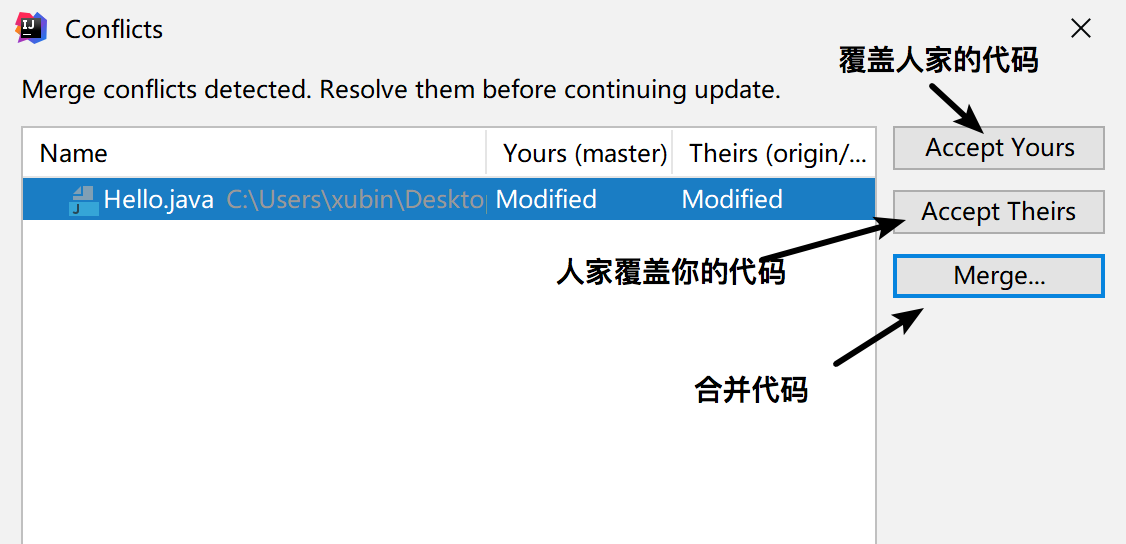 IJ
Conflicts
覆盖人家的代码
Merge conflicts detected. Resolve them before continuing update.
Name Yours (master) Theirs (origin/...
Accept Yours
J Hello.java C:\Users\xubin\Deskto Modified Modified
Accept Theirs
人家覆盖你的代码
Merge...
合并代码